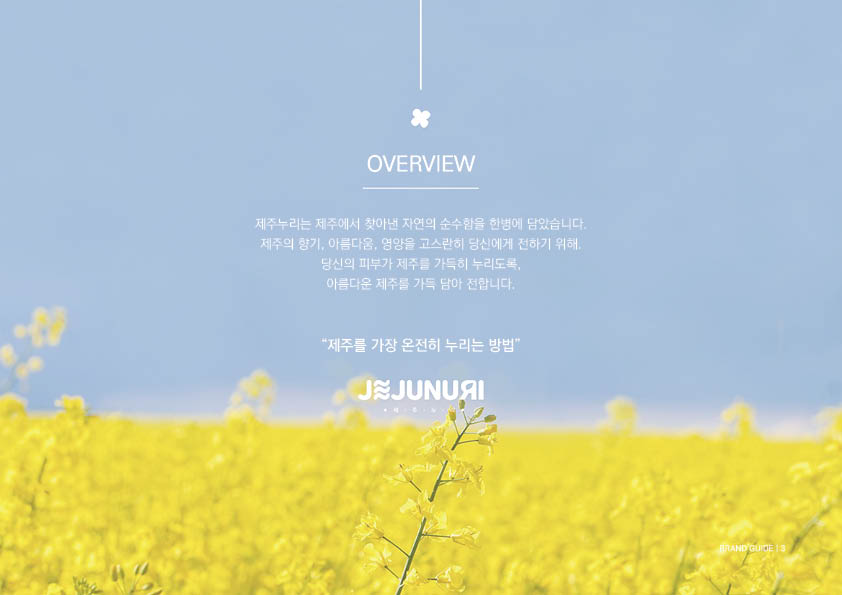 OVERVIEW
제주누리는 제주에서 찾아낸 자연의 순수함을 한병에 담았습니다.
제주의 향기, 아름다움, 영양을 고스란히 당신에게 전하기 위해.
당신의 피부가 제주를 가득히 누리도록,
아름다운 제주를 가득 담아 전합니다.
“제주를 가장 온전히 누리는 방법”
JEJUNURI
BRAND GUIDE | 3